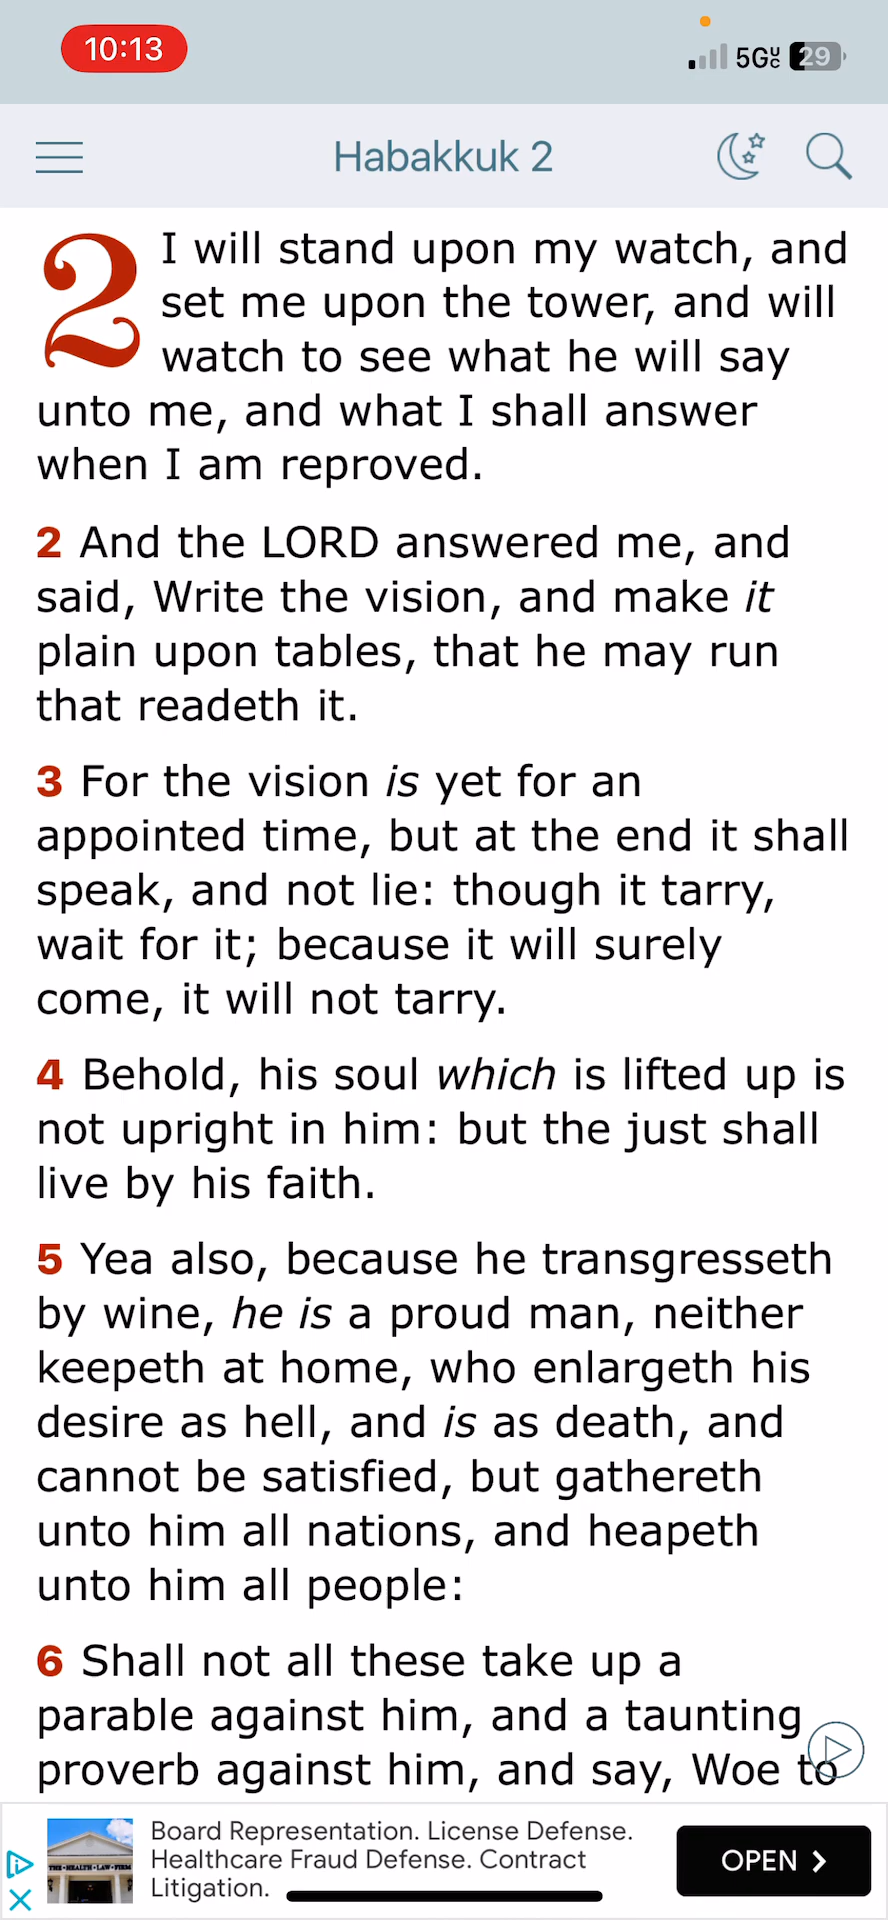 10:13
5G UC 29
Habakkuk 2
2 I will stand upon my watch, and
set me upon the tower, and will
watch to see what he will say
unto me, and what I shall answer
when I am reproved.
2 And the LORD answered me, and
said, Write the vision, and make it
plain upon tables, that he may run
that readeth it.
3 For the vision is yet for an
appointed time, but at the end it shall
speak, and not lie: though it tarry,
wait for it; because it will surely
come, it will not tarry.
4 Behold, his soul which is lifted up is
not upright in him: but the just shall
live by his faith.
5 Yea also, because he transgresseth
by wine, he is a proud man, neither
keepeth at home, who enlargeth his
desire as hell, and is as death, and
cannot be satisfied, but gathereth
unto him all nations, and heapeth
unto him all people:
6 Shall not all these take up a
parable against him, and a taunting
proverb against him, and say, Woe to
THE HEALTH LAW FIRM
Board Representation. License Defense.
Healthcare Fraud Defense. Contract
Litigation.
OPEN